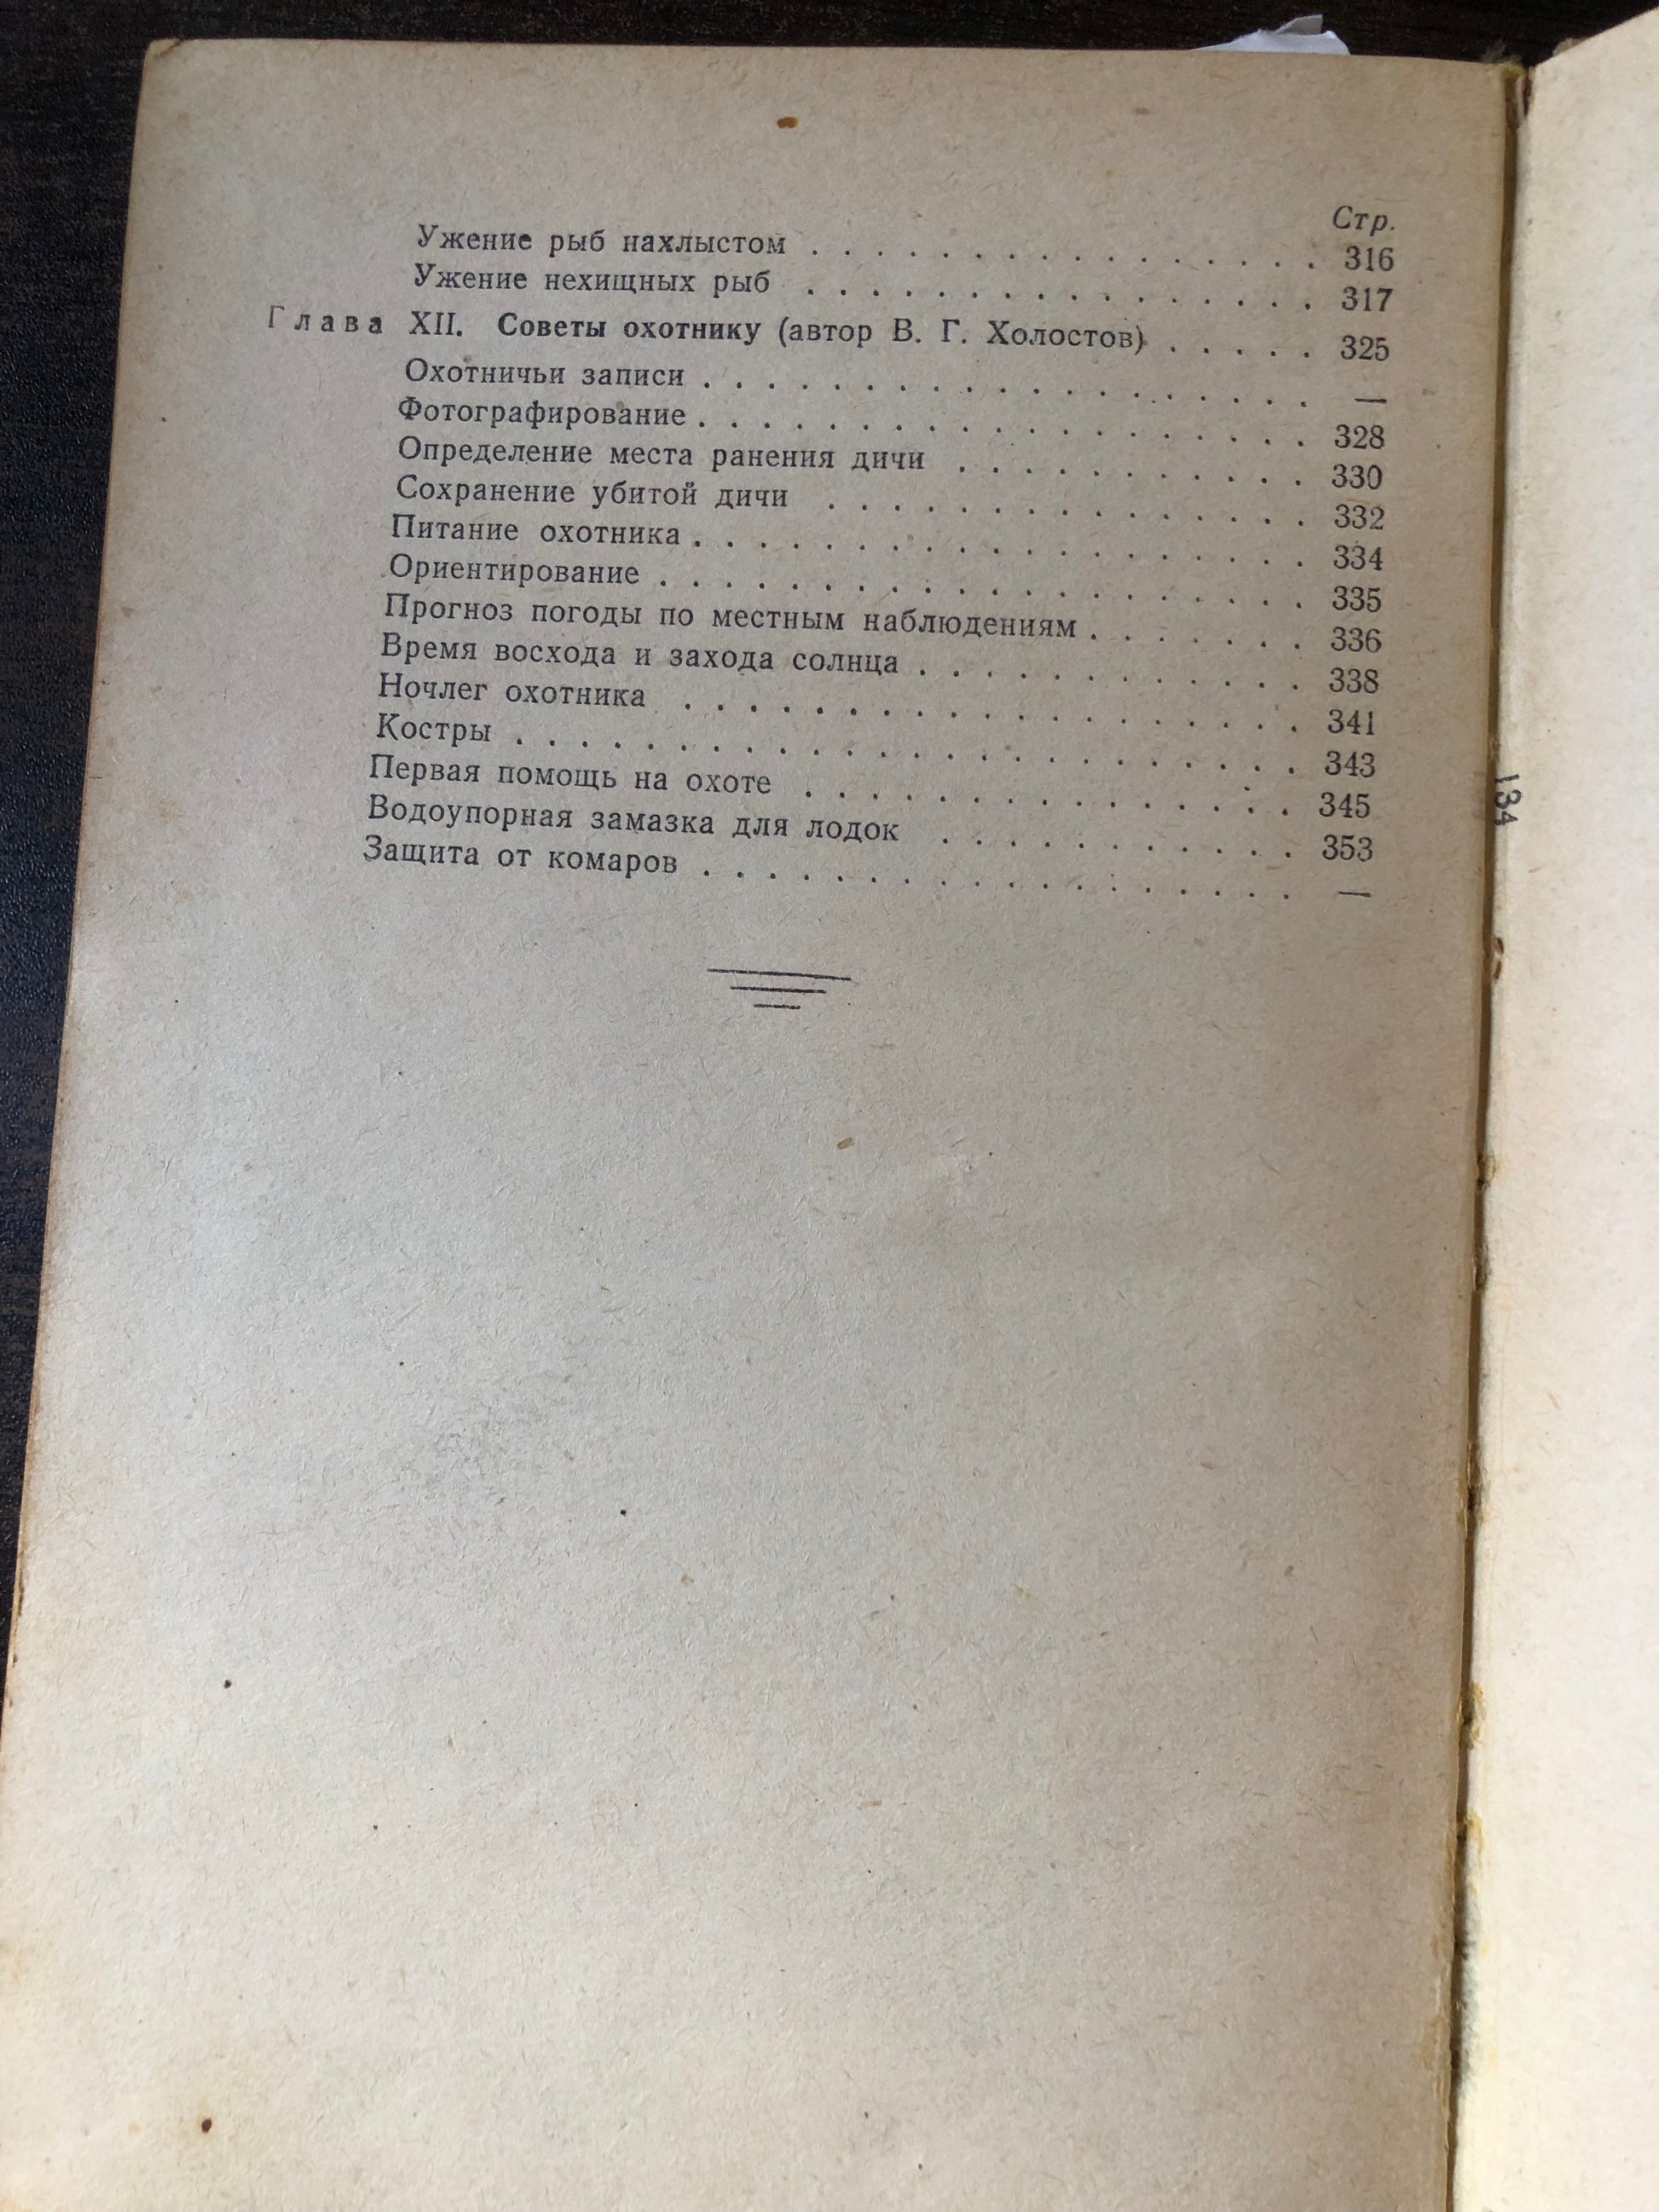 Стр.
Ужение рыб нахлыстом . . . . . . . . . . . . . . . . 316
Ужение нехищных рыб . . . . . . . . . . . . . . . . 317
Глава XII. Советы охотнику (автор В. Г. Холостов) . . . . . 325
Охотничьи записи . . . . . . . . . . . . . . . . . . . —
Фотографирование . . . . . . . . . . . . . . . . . . . 328
Определение места ранения дичи . . . . . . . . . . . 330
Сохранение убитой дичи . . . . . . . . . . . . . . . 332
Питание охотника . . . . . . . . . . . . . . . . . . . 334
Ориентирование . . . . . . . . . . . . . . . . . . . . 335
Прогноз погоды по местным наблюдениям . . . . . . . 336
Время восхода и захода солнца . . . . . . . . . . . . 338
Ночлег охотника . . . . . . . . . . . . . . . . . . . 341
Костры . . . . . . . . . . . . . . . . . . . . . . . . 343
Первая помощь на охоте . . . . . . . . . . . . . . . 345
Водоупорная замазка для лодок . . . . . . . . . . . 353
Защита от комаров . . . . . . . . . . . . . . . . . . —